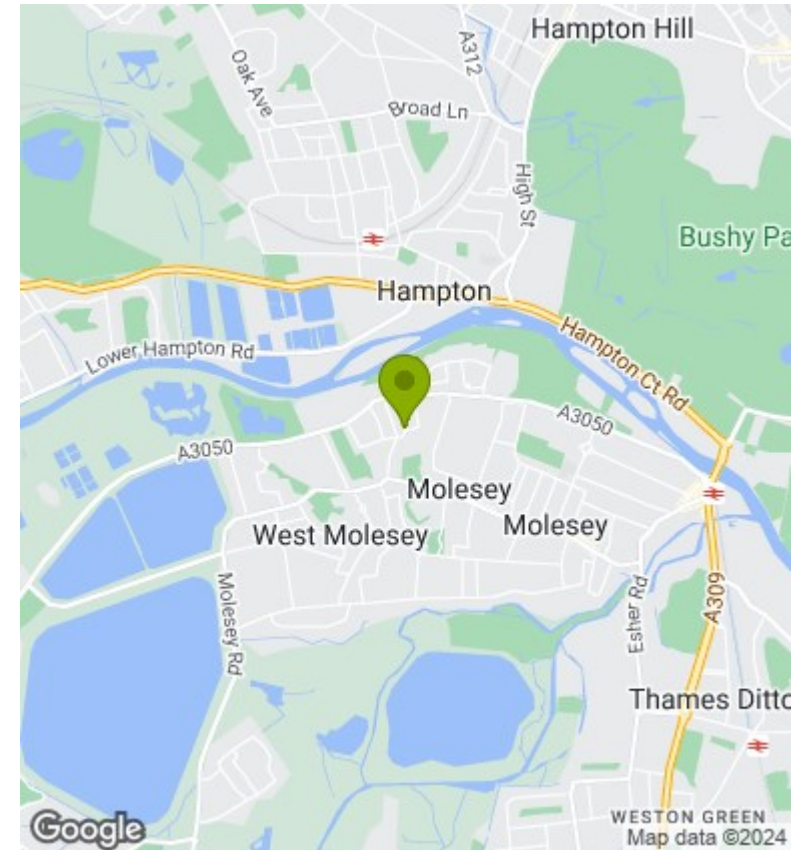 Hampton Hill
A312
Oak Ave
Broad Ln
High St
Bushy Pa
Hampton
Lower Hampton Rd
Hampton Ct Rd
A3050
A3050
Molesey
West Molesey
Molesey
Molesey Rd
Esher Rd
A309
Thames Ditto
WESTON GREEN
Google
Map data ©2024